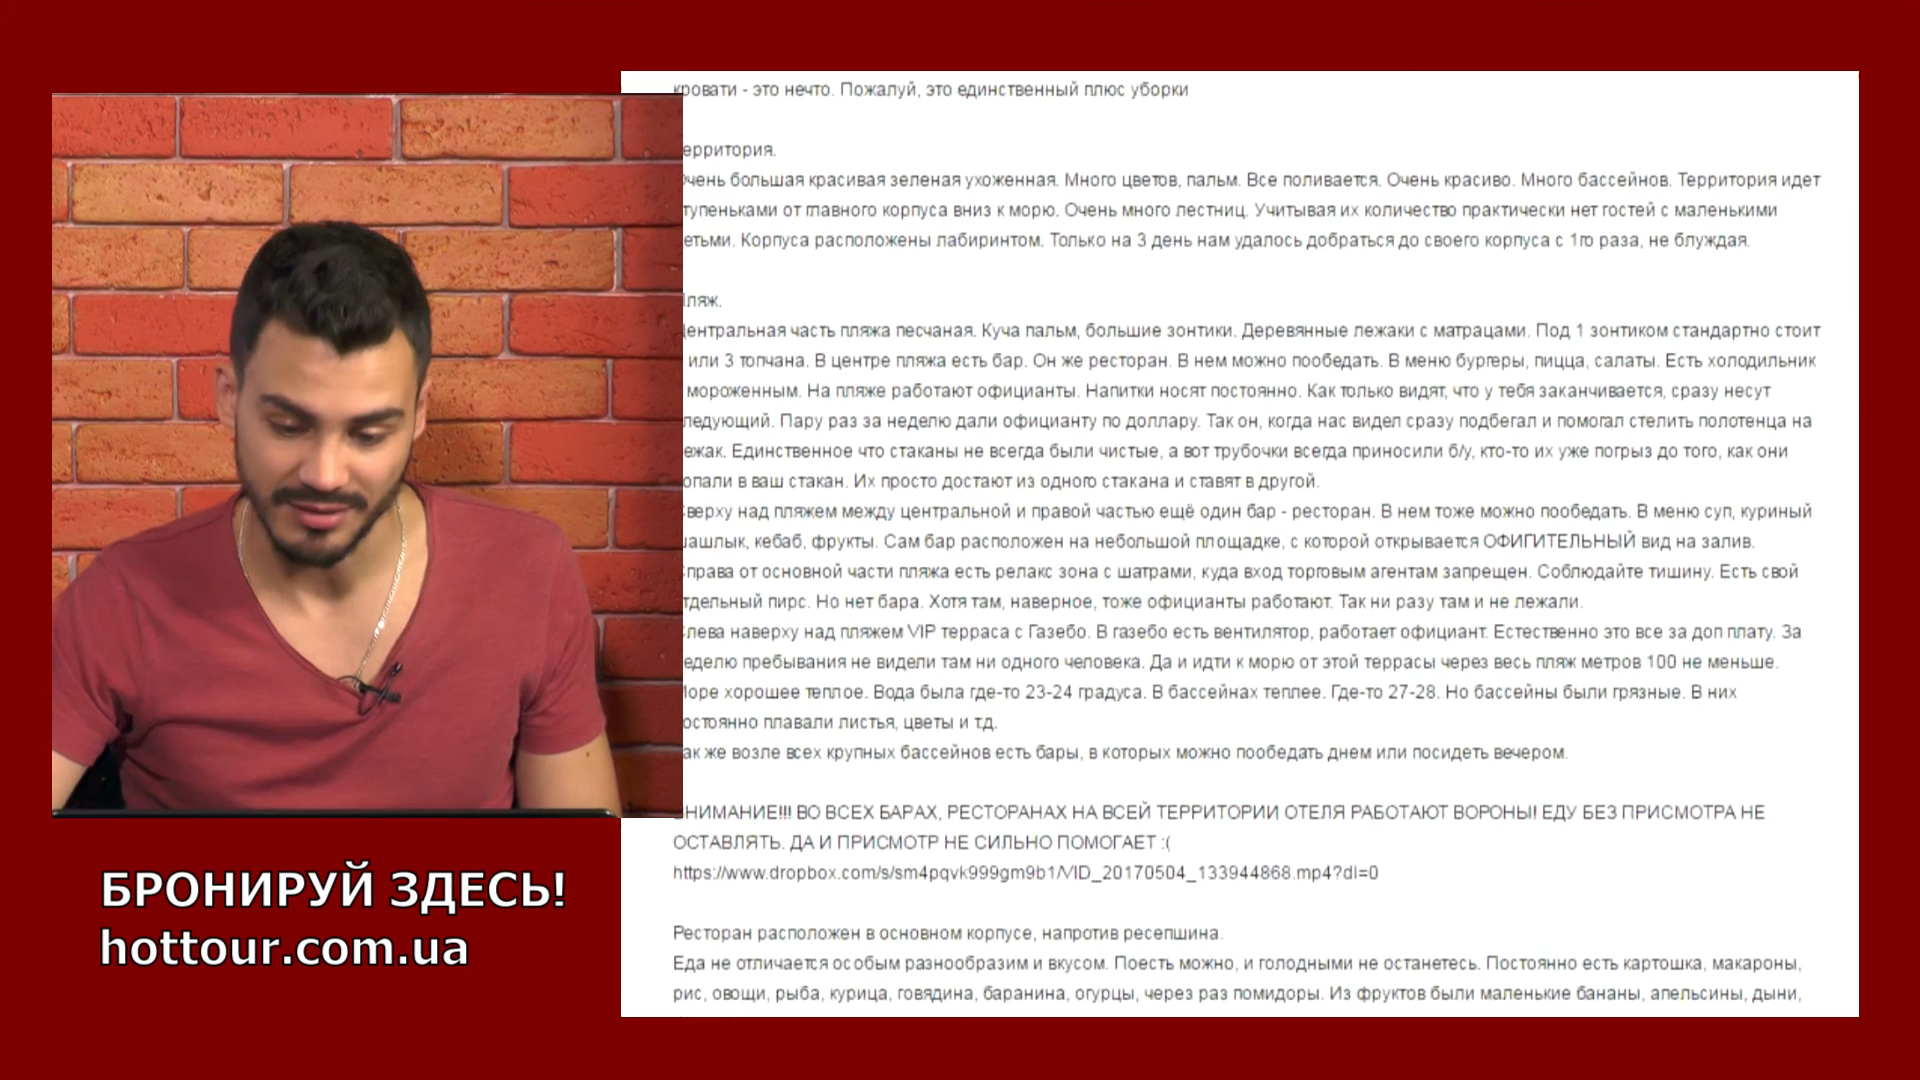 кровати - это нечто. Пожалуй, это единственный плюс уборки
ерритория.
чень большая красивая зеленая ухоженная. Много цветов, пальм. Все поливается. Очень красиво. Много бассейнов. Территория идет
тупеньками от главного корпуса вниз к морю. Очень много лестниц. Учитывая их количество практически нет гостей с маленькими
етьми. Корпуса расположены лабиринтом. Только на 3 день нам удалось добраться до своего корпуса с 1го раза, не блуждая.
ляж.
ентральная часть пляжа песчаная. Куча пальм, большие зонтики. Деревянные лежаки с матрацами. Под 1 зонтиком стандартно стоит
или 3 топчана. В центре пляжа есть бар. Он же ресторан. В нем можно пообедать. В меню бургеры, пицца, салаты. Есть холодильник
мороженным. На пляже работают официанты. Напитки носят постоянно. Как только видят, что у тебя заканчивается, сразу несут
ледующий. Пару раз за неделю дали официанту по доллару. Так он, когда нас видел сразу подбегал и помогал стелить полотенца на
ежак. Единственное что стаканы не всегда были чистые, а вот трубочки всегда приносили б/у, кто-то их уже погрыз до того, как они
опали в ваш стакан. Их просто достают из одного стакана и ставят в другой.
верху над пляжем между центральной и правой частью ещё один бар - ресторан. В нем тоже можно пообедать. В меню суп, куриный
ашлык, кебаб, фрукты. Сам бар расположен на небольшой площадке, с которой открывается ОФИГИТЕЛЬНЫЙ вид на залив.
права от основной части пляжа есть релакс зона с шатрами, куда вход торговым агентам запрещен. Соблюдайте тишину. Есть свой
тдельный пирс. Но нет бара. Хотя там, наверное, тоже официанты работают. Так ни разу там и не лежали.
лева наверху над пляжем VIP терраса с Газебо. В газебо есть вентилятор, работает официант. Естественно это все за доп плату. За
еделю пребывания не видели там ни одного человека. Да и идти к морю от этой террасы через весь пляж метров 100 не меньше.
оре хорошее теплое. Вода была где-то 23-24 градуса. В бассейнах теплее. Где-то 27-28. Но бассейны были грязные. В них
остоянно плавали листья, цветы и т.д.
ак же возле всех крупных бассейнов есть бары, в которых можно пообедать днем или посидеть вечером.
НИМАНИЕ!!! ВО ВСЕХ БАРАХ, РЕСТОРАНАХ НА ВСЕЙ ТЕРРИТОРИИ ОТЕЛЯ РАБОТАЮТ ВОРОНЫ! ЕДУ БЕЗ ПРИСМОТРА НЕ
ОСТАВЛЯТЬ. ДА И ПРИСМОТР НЕ СИЛЬНО ПОМОГАЕТ :(
https://www.dropbox.com/s/sm4pqvk999gm9b1/VID_20170504_133944868.mp4?dl=0
Ресторан расположен в основном корпусе, напротив ресепшина.
Еда не отличается особым разнообразим и вкусом. Поесть можно, и голодными не останетесь. Постоянно есть картошка, макароны,
рис, овощи, рыба, курица, говядина, баранина, огурцы, через раз помидоры. Из фруктов были маленькие бананы, апельсины, дыни,
БРОНИРУЙ ЗДЕСЬ!
hottour.com.ua